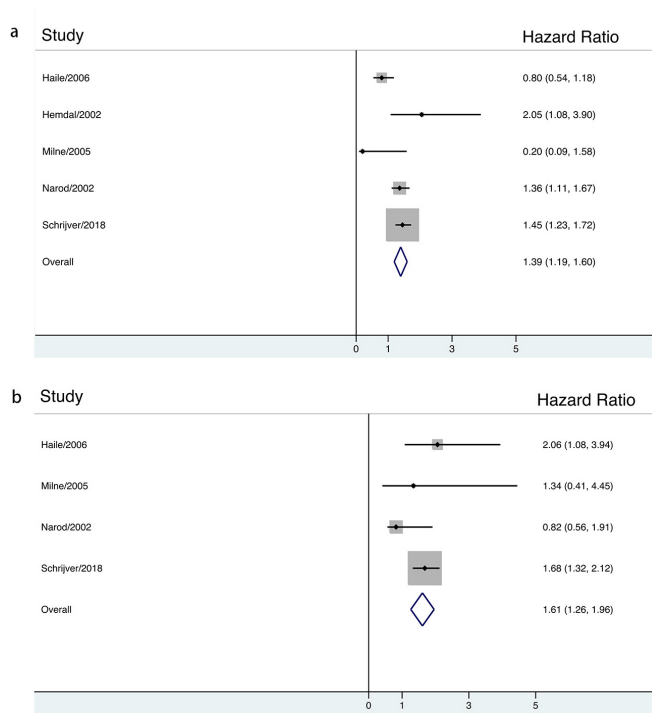 a
Study Hazard Ratio
Haile/2006 0.80 (0.54, 1.18)
Hemdal/2002 2.05 (1.08, 3.90)
Milne/2005 0.20 (0.09, 1.58)
Narod/2002 1.36 (1.11, 1.67)
Schrijver/2018 1.45 (1.23, 1.72)
Overall 1.39 (1.19, 1.60)
0 1 3 5
b
Study Hazard Ratio
Haile/2006 2.06 (1.08, 3.94)
Milne/2005 1.34 (0.41, 4.45)
Narod/2002 0.82 (0.56, 1.91)
Schrijver/2018 1.68 (1.32, 2.12)
Overall 1.61 (1.26, 1.96)
0 1 3 5